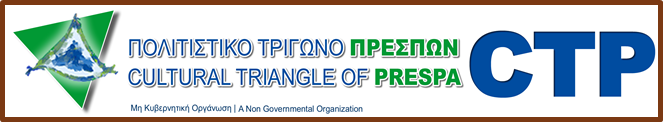 ΠΟΛΙΤΙΣΤΙΚΟ ΤΡΙΓΩΝΟ ΠΡΕΣΠΩΝ
CULTURAL TRIANGLE OF PRESPA
CTP
Μη Κυβερνητική Οργάνωση | A Non Governmental Organization